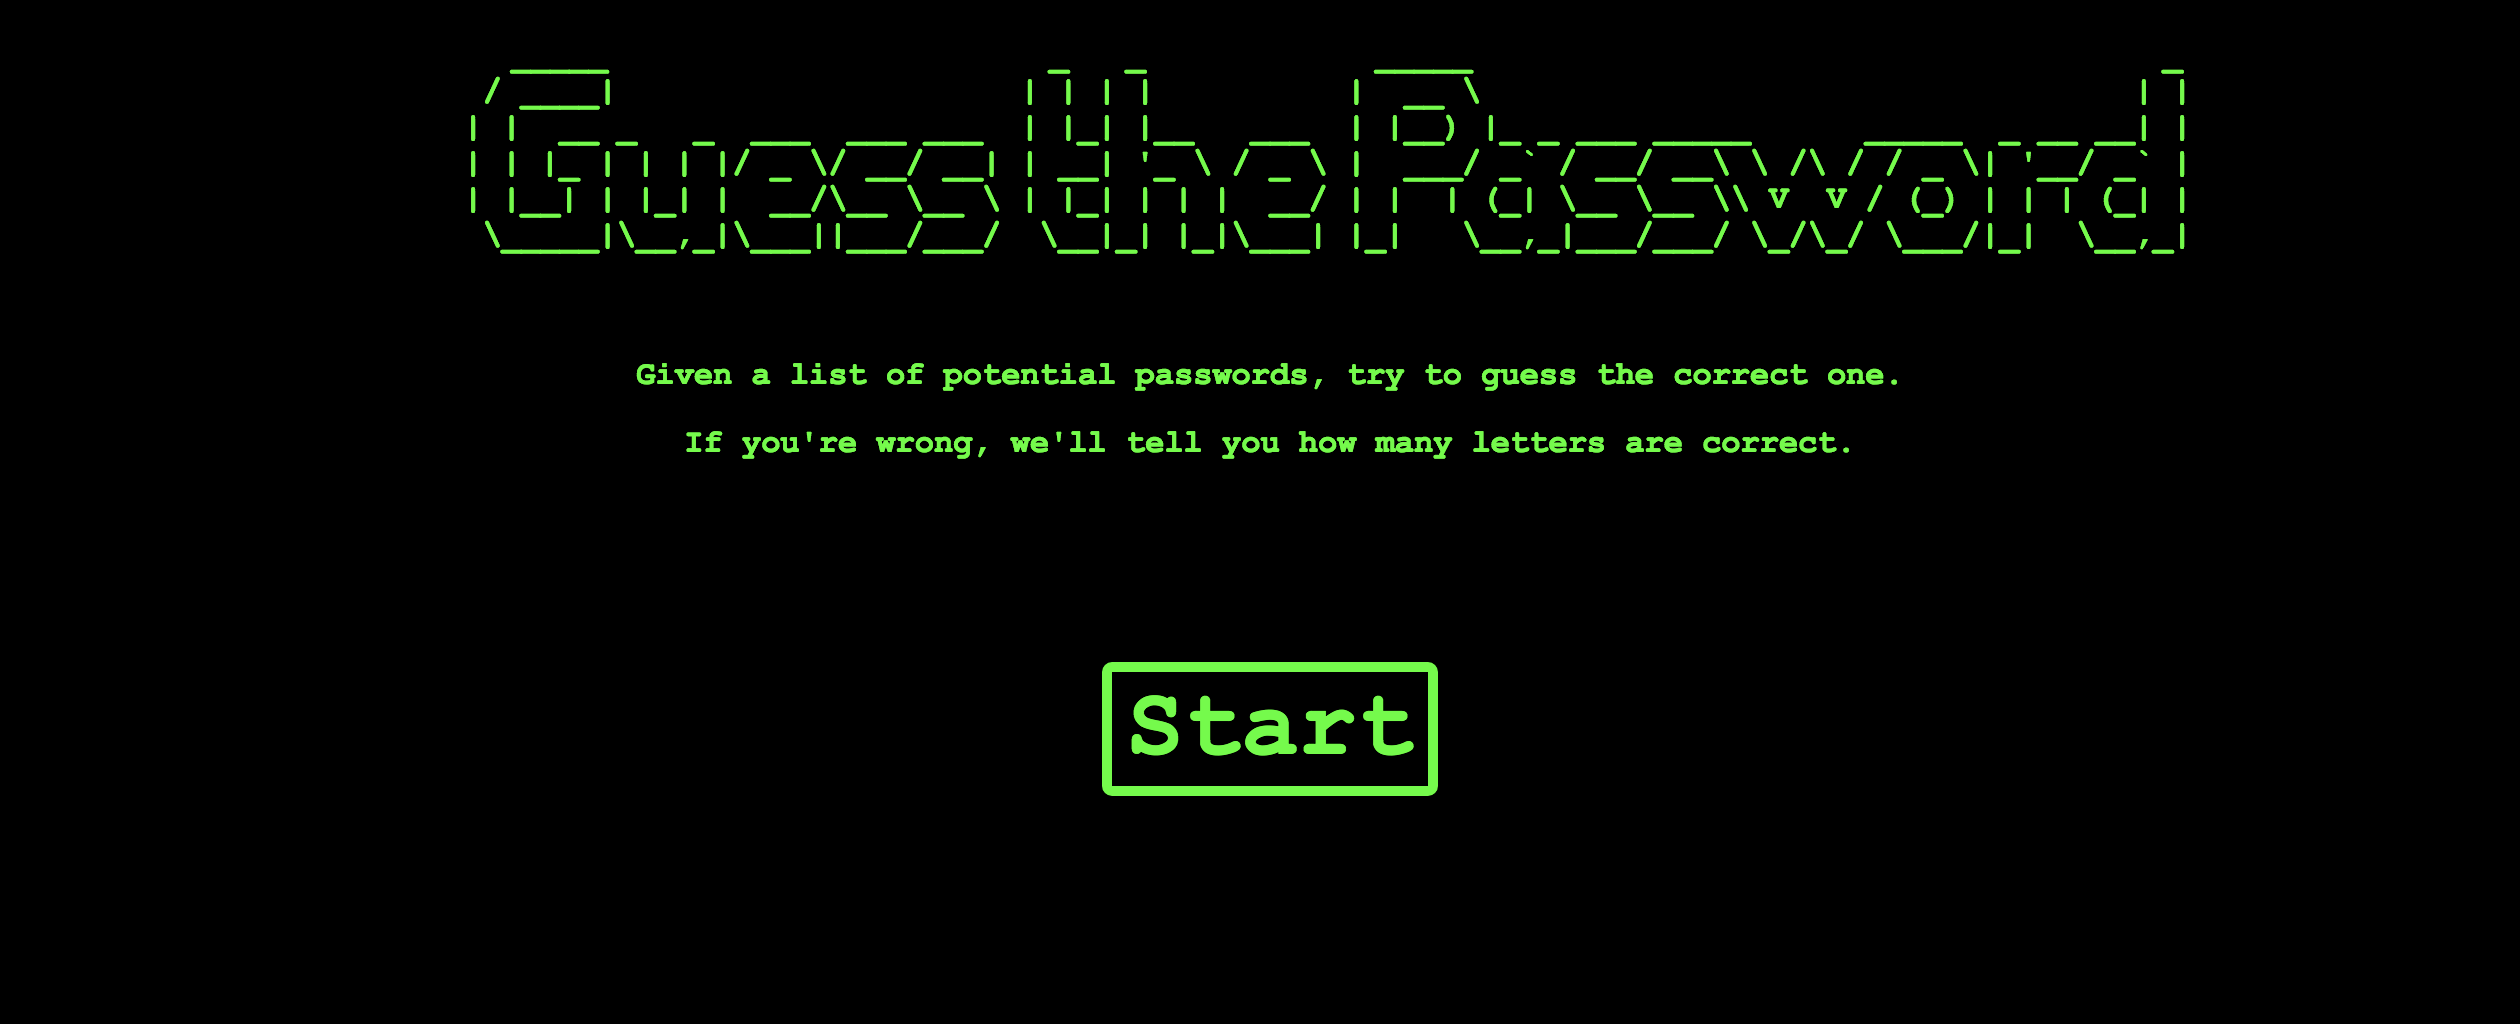 Guess the Password
Given a list of potential passwords, try to guess the correct one.
If you're wrong, we'll tell you how many letters are correct.
Start